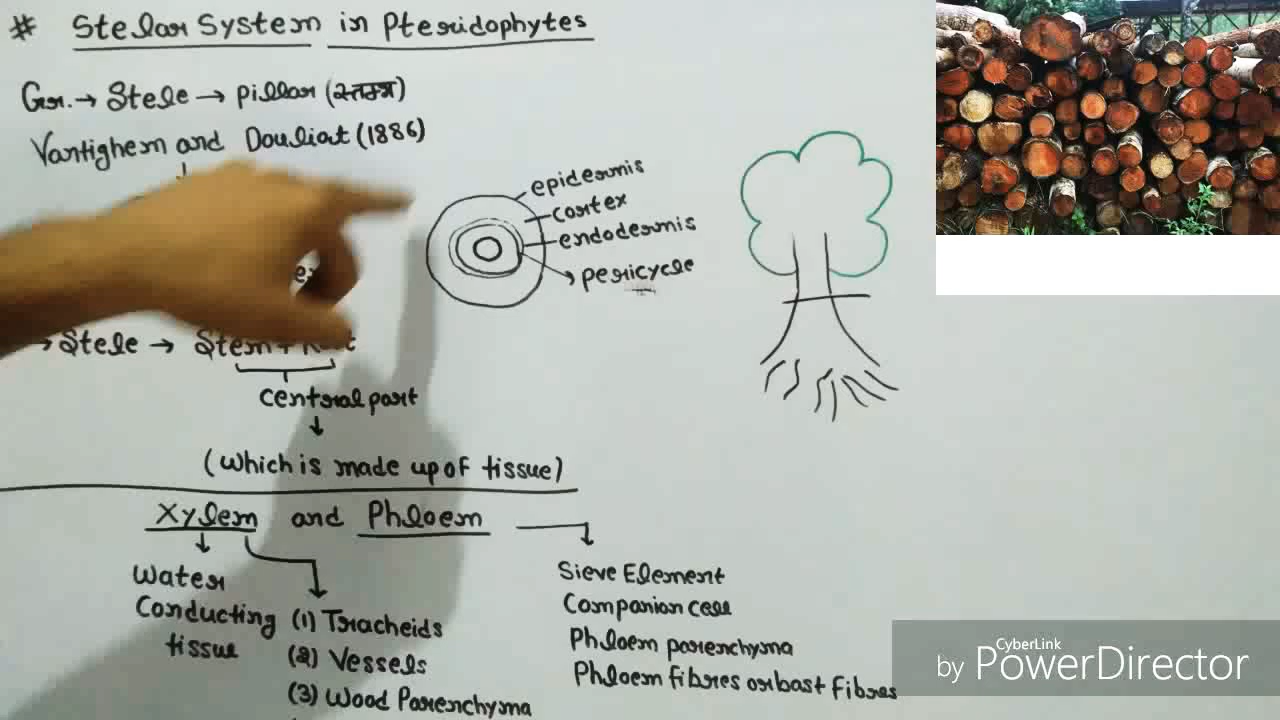 # Stelar System in Pteridophytes
Gr. → Stele → pillar (स्तम्भ)
Vantighem and Douliat (1886)
epidermis
cortex
endodermis
pericycle
→ Stele → Stem +
central part
(which is made up of tissue)
Xylem and Phloem
Water
Conducting
tissue
(1) Tracheids
(2) Vessels
(3) Wood Parenchyma
Sieve Element
Companion cell
Phloem parenchyma
Phloem fibres or bast fibres
CyberLink
by PowerDirector